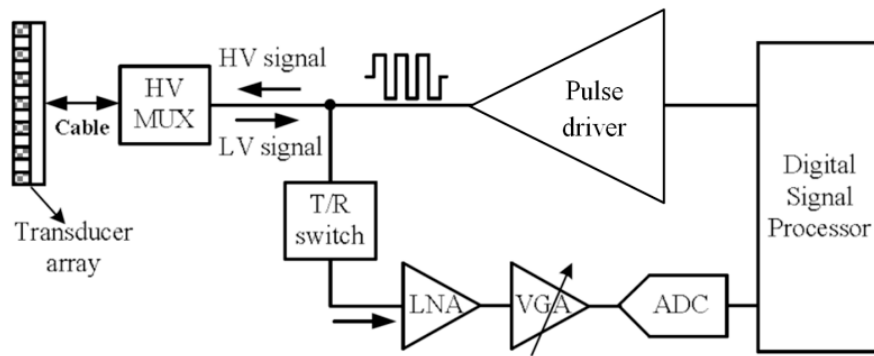 HV signal
HV
MUX
Cable
LV signal
Pulse
driver
Transducer
array
T/R
switch
LNA
VGA
ADC
Digital
Signal
Processor